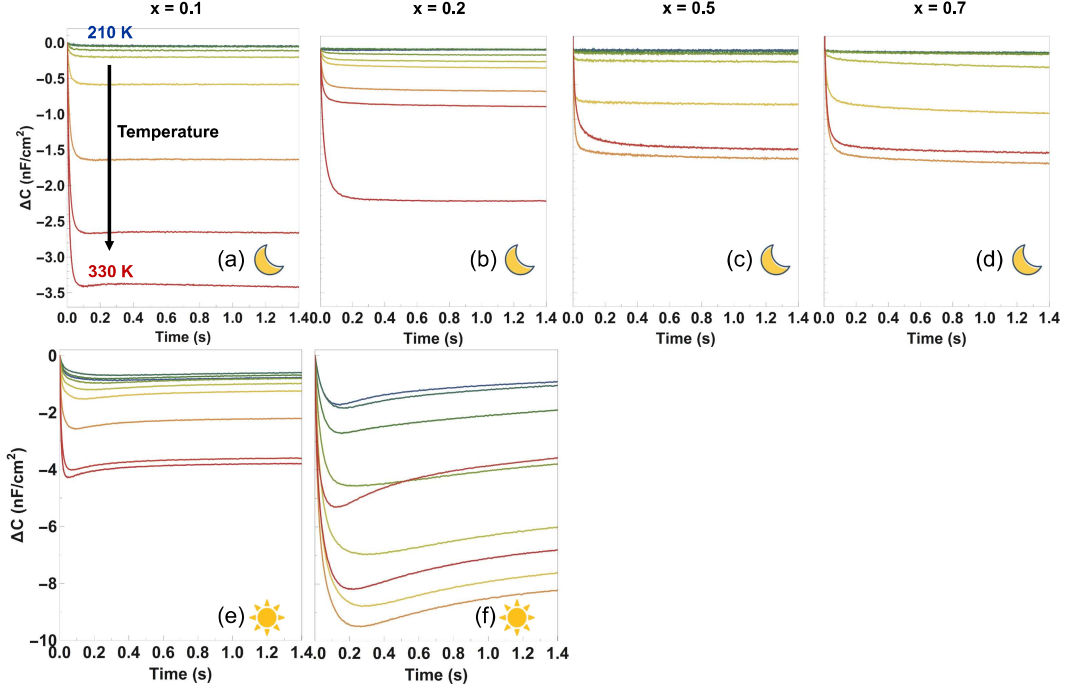 x = 0.1 x = 0.2 x = 0.5 x = 0.7
ΔC (nF/cm²)
0.0
−0.5
−1.0
−1.5
−2.0
−2.5
−3.0
−3.5
210 K
Temperature
330 K
(a)
(b)
(c)
(d)
0.0 0.2 0.4 0.6 0.8 1.0 1.2 1.4
0.0 0.2 0.4 0.6 0.8 1.0 1.2 1.4
0.0 0.2 0.4 0.6 0.8 1.0 1.2 1.4
0.0 0.2 0.4 0.6 0.8 1.0 1.2 1.4
Time (s) Time (s) Time (s) Time (s)
ΔC (nF/cm²)
0
−2
−4
−6
−8
−10
(e)
(f)
0.0 0.2 0.4 0.6 0.8 1.0 1.2 1.4
0.0 0.2 0.4 0.6 0.8 1.0 1.2 1.4
Time (s) Time (s)